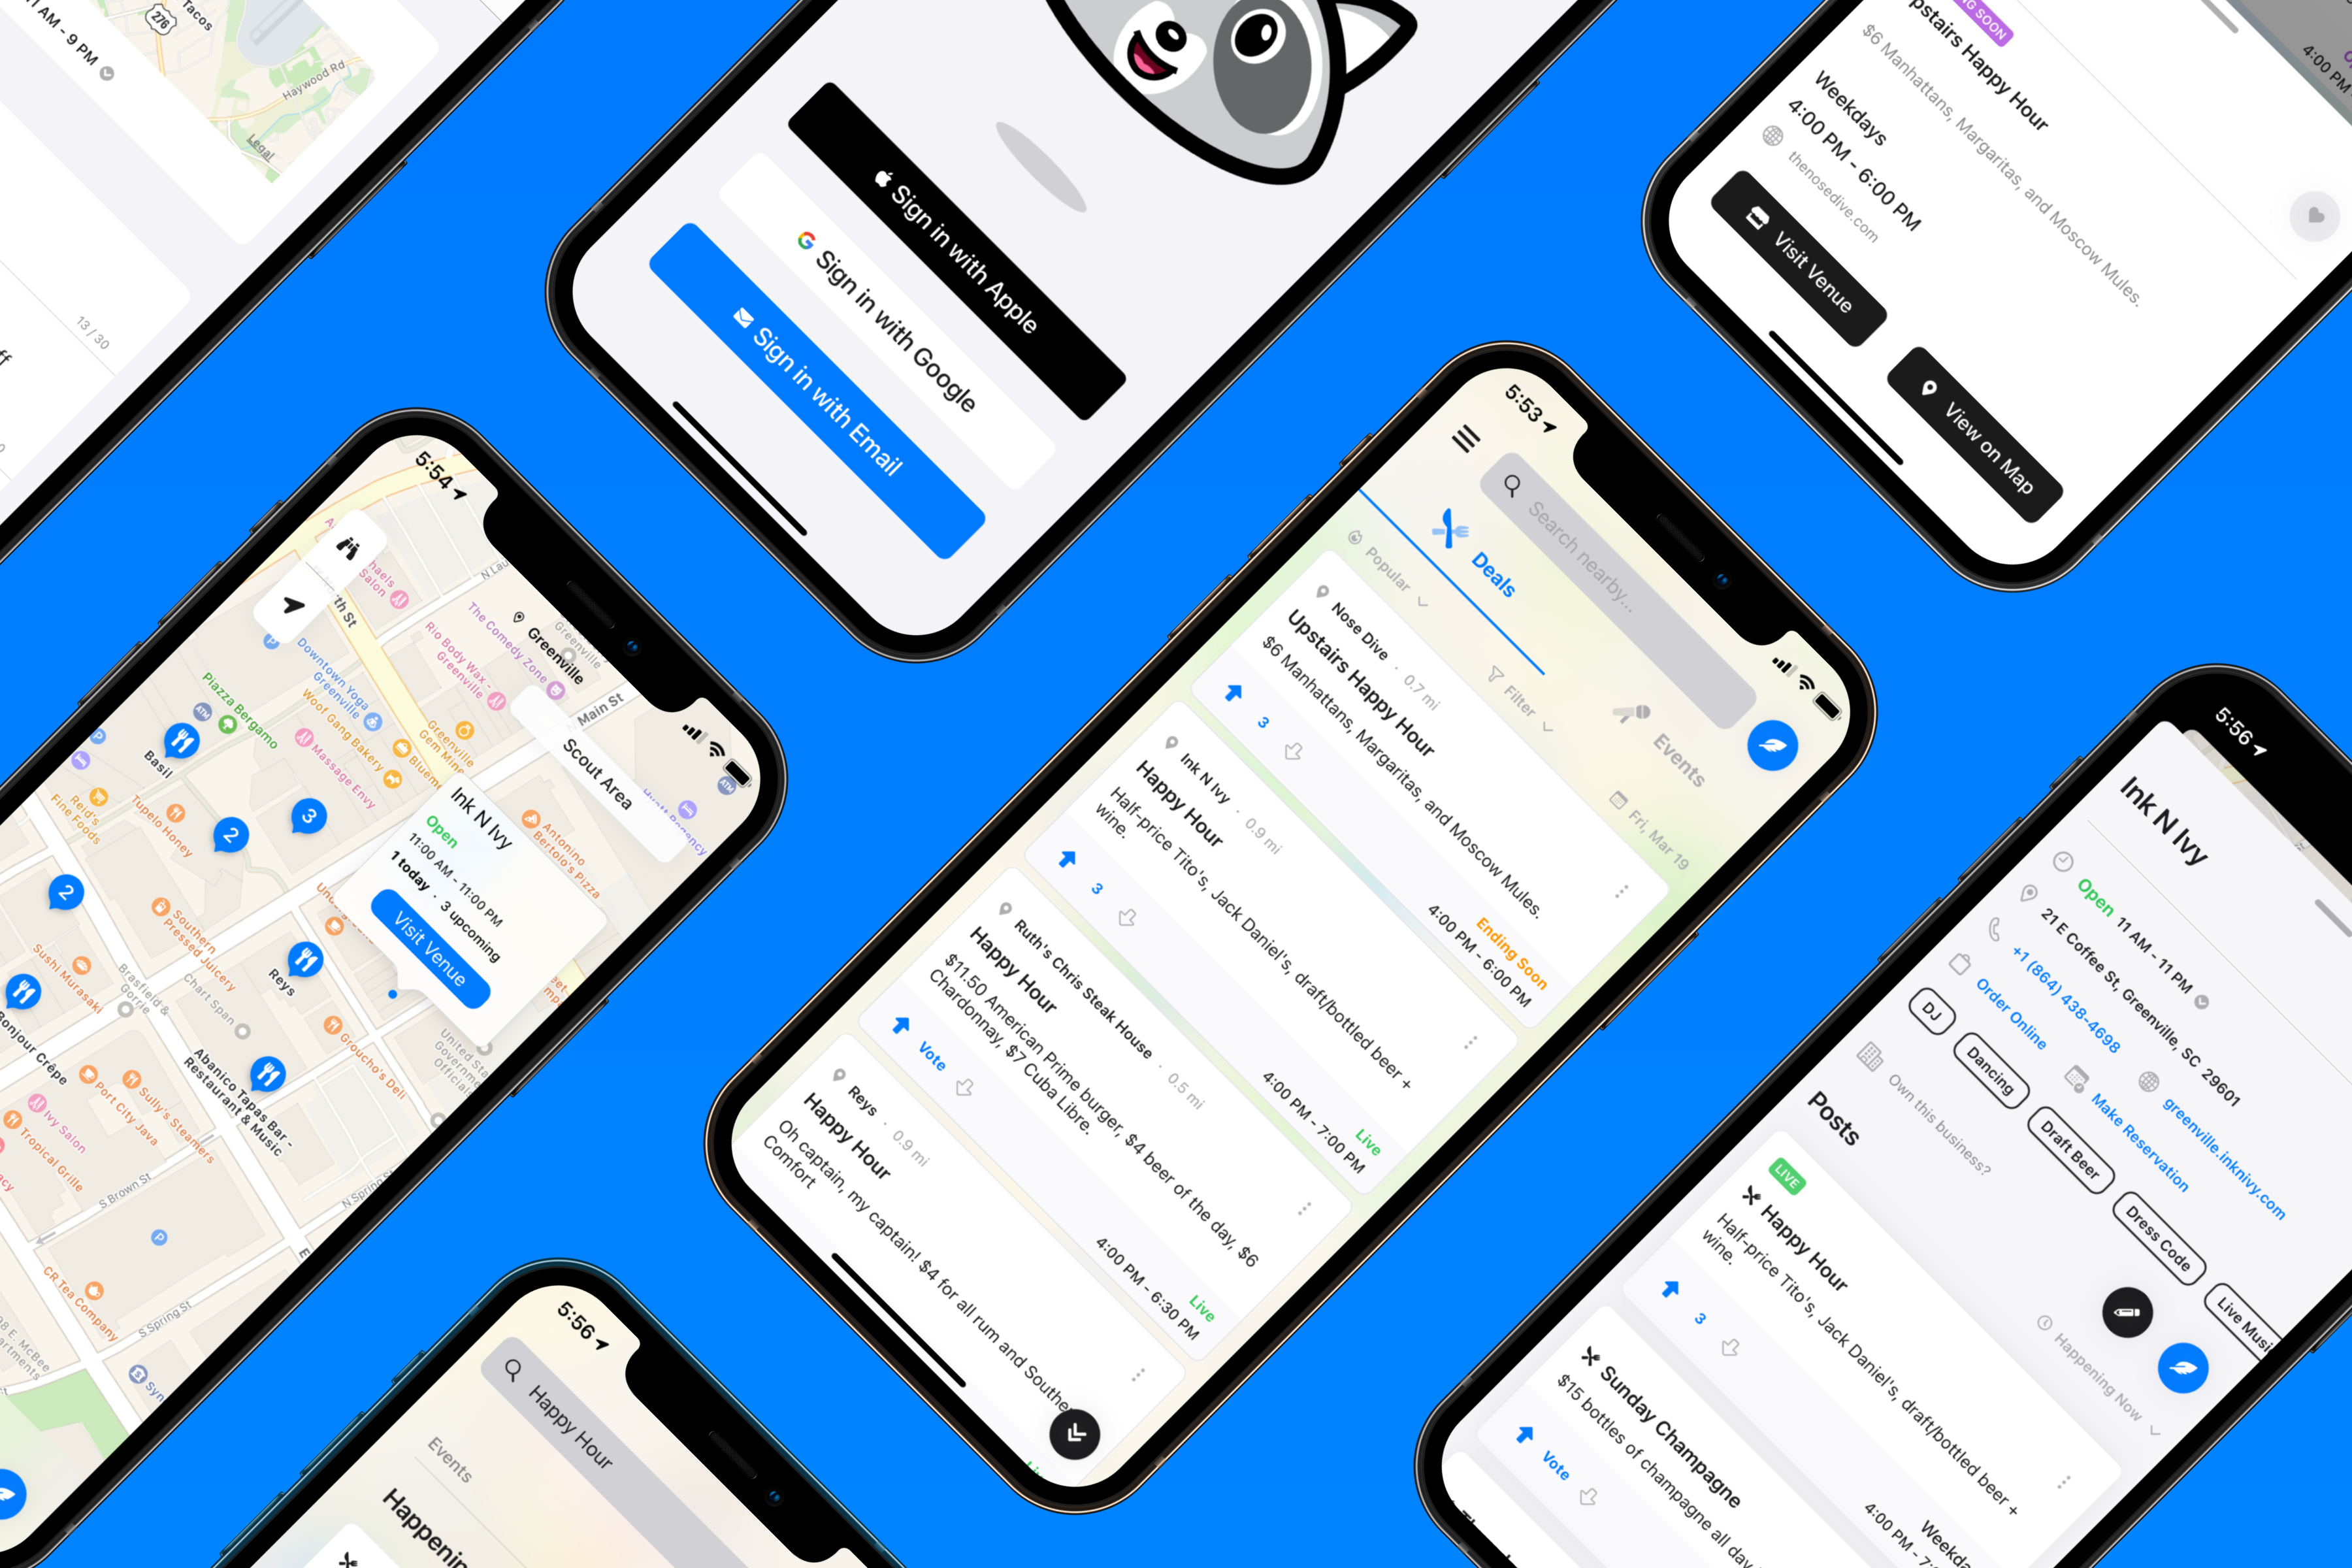 AM - 9 PM
276
Tacos
Haywood Rd
Legal
13 / 30
Sign in with Apple
Sign in with Google
Sign in with Email
Upstairs Happy Hour
$6 Manhattans, Margaritas, and Moscow Mules.
Weekdays
4:00 PM - 6:00 PM
thenosedive.com
Visit Venue
View on Map
4:00 PM
5:54
Greenville
Greenville
Scout Area
N Lau
Main St
The Comedy Zone
Rio Body Wax
Greenville
Downtown Yoga
Greenville
Woof Gang Bakery
Greenville
Gem Mine
Piazza Bergamo
ATM
Massage Envy
Basil
Reid's
Fine Foods
Tupelo Honey
2
3
2
Ink N Ivy
Open
11:00 AM - 11:00 PM
1 today · 3 upcoming
Visit Venue
ATM
Antonino
Bertolo's Pizza
Southern
Pressed Juicery
Sushi Murasaki
Reys
Brasfield &
Gorrie
Chart Span
Bonjour Crêpe
Abanico Tapas Bar -
Restaurant & Music
Groucho's Deli
Port City Java
Sully's Steamers
Ivy Salon
Tropical Grille
S Brown St
N Spring St
P
CR Tea Company
S Spring St
5:53
Search nearby...
Deals
Events
Popular
Filter
Fri, Mar 19
Nose Dive · 0.7 mi
Upstairs Happy Hour
$6 Manhattans, Margaritas, and Moscow Mules.
3
Ending Soon
4:00 PM - 6:00 PM
Ink N Ivy · 0.9 mi
Happy Hour
Half-price Tito's, Jack Daniel's, draft/bottled beer +
wine.
3
Live
4:00 PM - 7:00 PM
Ruth's Chris Steak House · 0.5 mi
Happy Hour
$11.50 American Prime burger, $4 beer of the day, $6
Chardonnay, $7 Cuba Libre.
Vote
Live
4:00 PM - 6:30 PM
Reys · 0.9 mi
Happy Hour
Oh captain, my captain! $4 for all rum and Southe
Comfort
5:56
Happy Hour
Events
Happenin
5:56
Ink N Ivy
Open 11 AM - 11 PM
21 E Coffee St, Greenville, SC 29601
+1 (864) 438-4698
greenville.inknivy.com
Order Online
Make Reservation
DJ
Dancing
Draft Beer
Dress Code
Live Musi
Own this business?
Posts
Happening Now
LIVE
Happy Hour
Half-price Tito's, Jack Daniel's, draft/bottled beer +
wine.
3
Weekda
4:00 PM - 7:
Sunday Champagne
$15 bottles of champagne all day
Vote